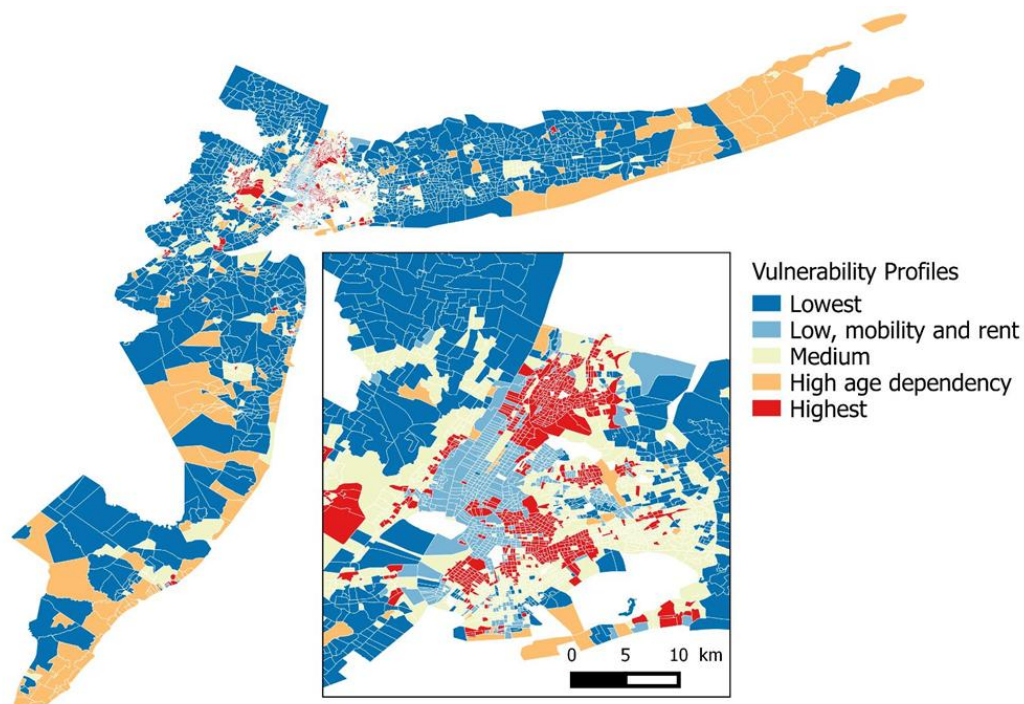 Vulnerability Profiles
Lowest
Low, mobility and rent
Medium
High age dependency
Highest
0 5 10 km